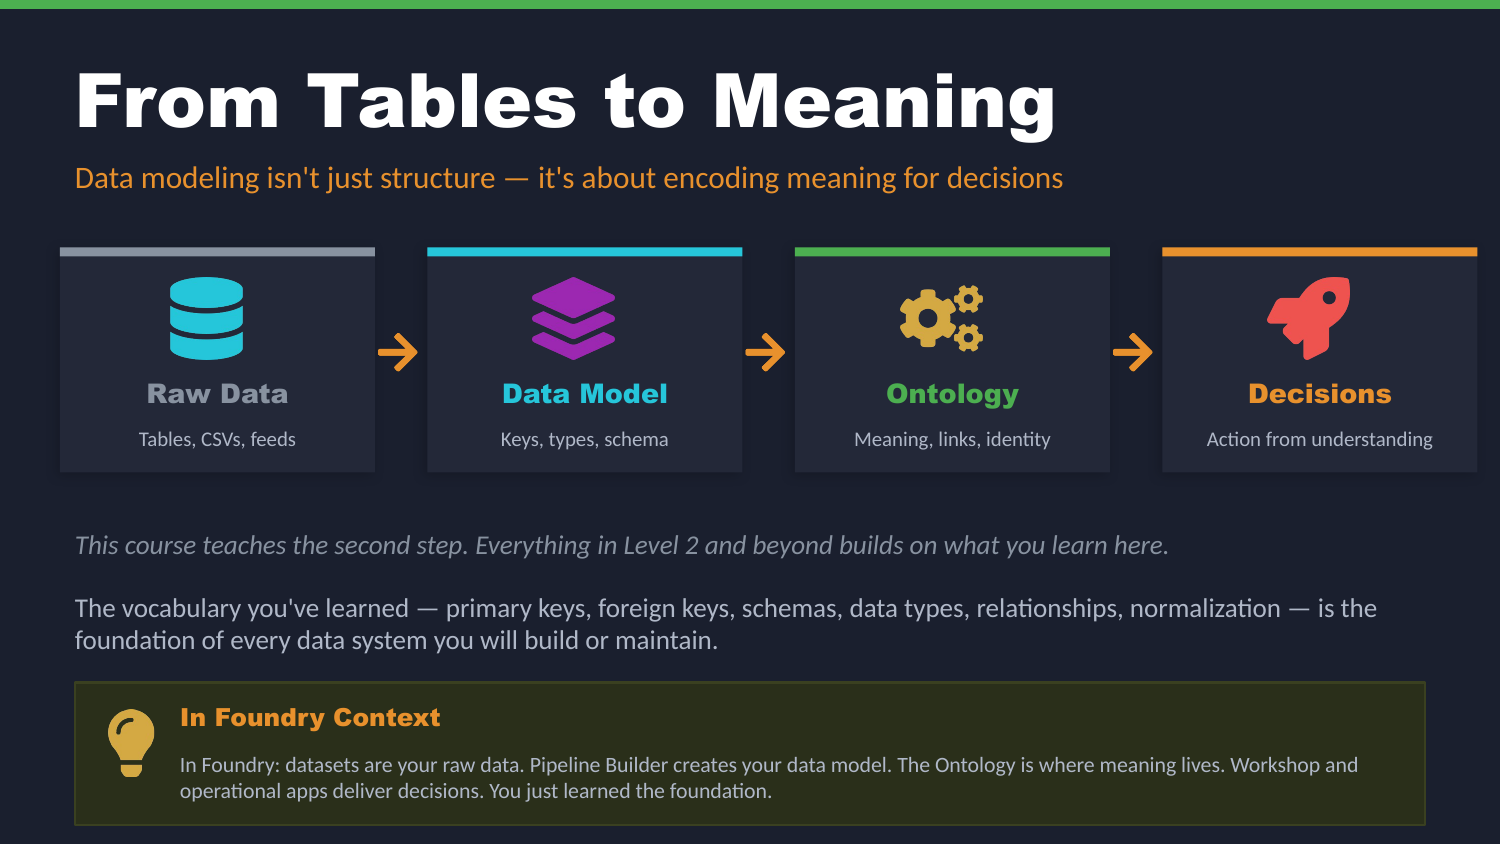 From Tables to Meaning
Data modeling isn't just structure — it's about encoding meaning for decisions
Raw Data
Tables, CSVs, feeds
Data Model
Keys, types, schema
Ontology
Meaning, links, identity
Decisions
Action from understanding
This course teaches the second step. Everything in Level 2 and beyond builds on what you learn here.
The vocabulary you've learned — primary keys, foreign keys, schemas, data types, relationships, normalization — is the
foundation of every data system you will build or maintain.
In Foundry Context
In Foundry: datasets are your raw data. Pipeline Builder creates your data model. The Ontology is where meaning lives. Workshop and
operational apps deliver decisions. You just learned the foundation.